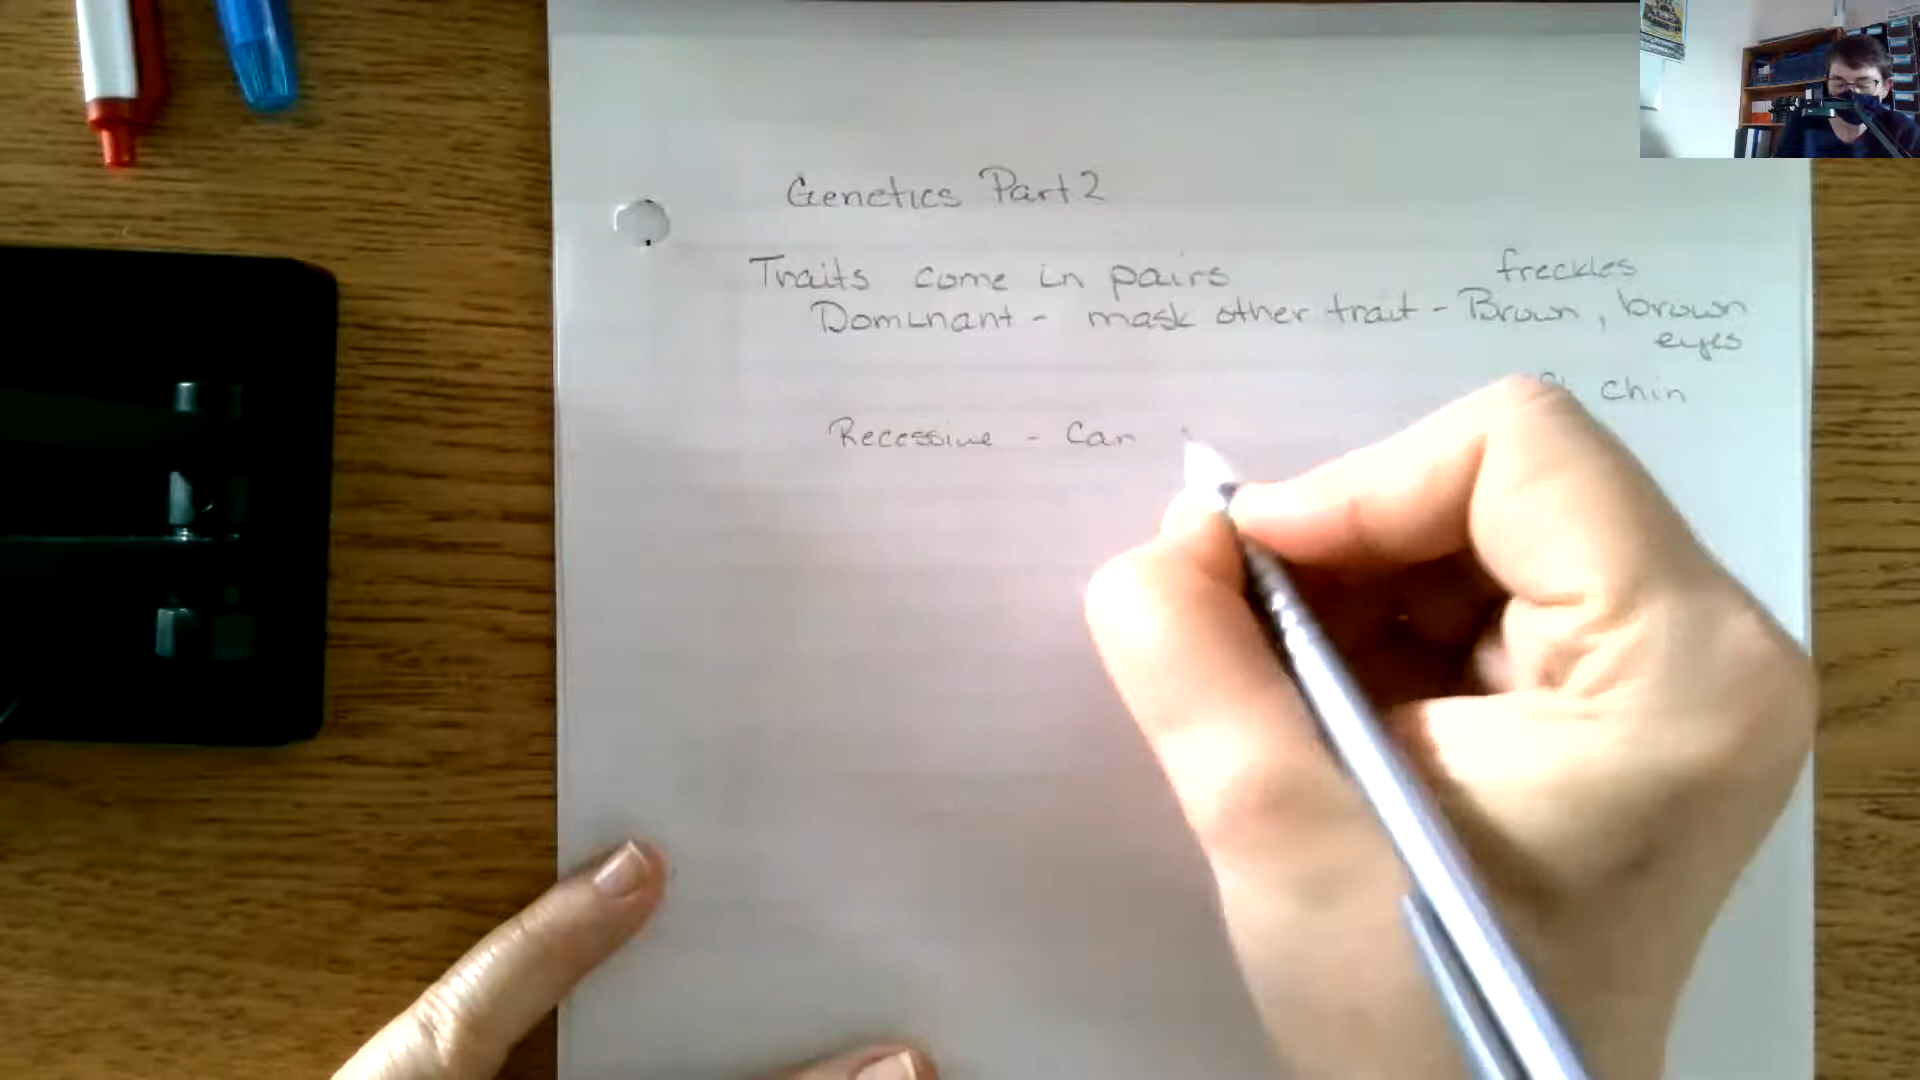 Genetics Part 2
Traits come in pairs
freckles
Dominant - mask other trait - Brown, brown
eyes
chin
Recessive - Can